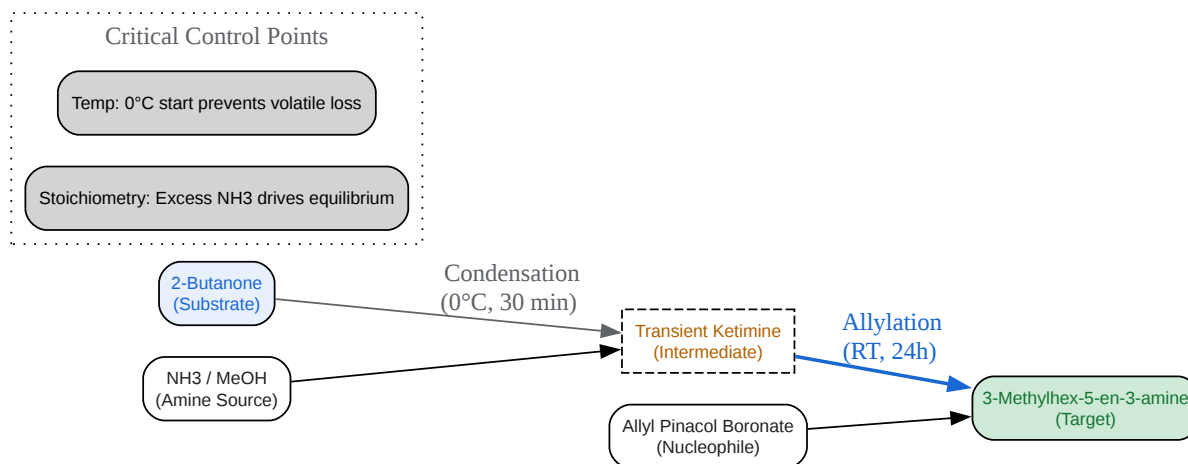 Critical Control Points
Temp: 0°C start prevents volatile loss
Stoichiometry: Excess NH3 drives equilibrium
2-Butanone
(Substrate)
Condensation
(0°C, 30 min)
NH3 / MeOH
(Amine Source)
Transient Ketimine
(Intermediate)
Allylation
(RT, 24h)
Allyl Pinacol Boronate
(Nucleophile)
3-Methylhex-5-en-3-amine
(Target)